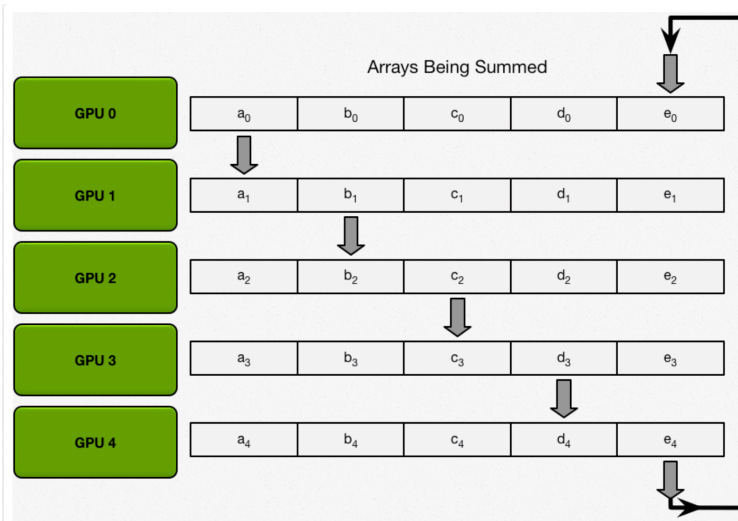 Arrays Being Summed
GPU 0 a₀ b₀ c₀ d₀ e₀
GPU 1 a₁ b₁ c₁ d₁ e₁
GPU 2 a₂ b₂ c₂ d₂ e₂
GPU 3 a₃ b₃ c₃ d₃ e₃
GPU 4 a₄ b₄ c₄ d₄ e₄